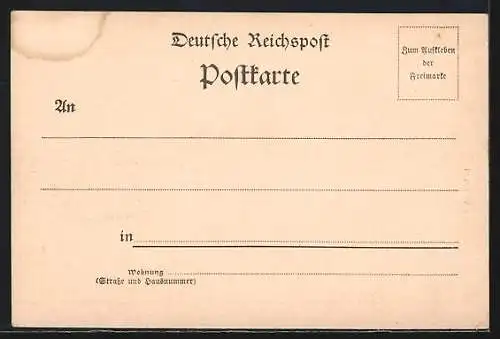 Deutſche Reichspoſt
Poſtkarte
Zum Aufkleben
der
Freimarke
An
in
Wohnung
(Straße und Hausnummer)